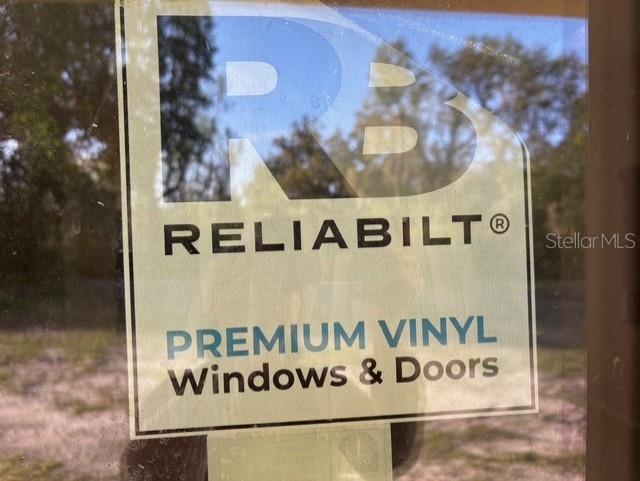 RB
RELIABILT®
StellarMLS
PREMIUM VINYL
Windows & Doors